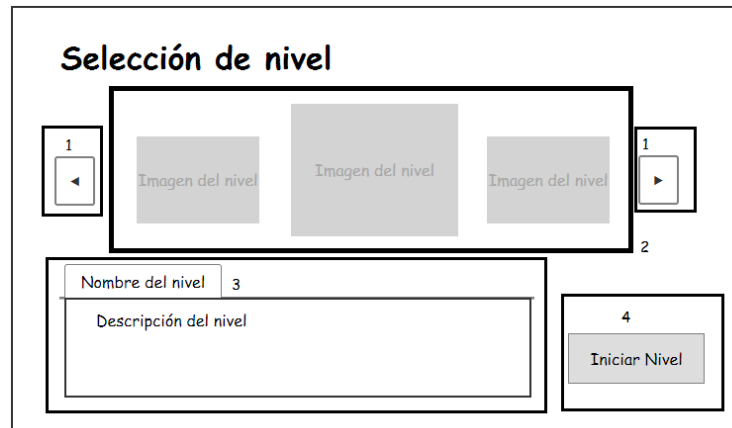 Selección de nivel
1
◄
Imagen del nivel
Imagen del nivel
Imagen del nivel
1
►
2
Nombre del nivel
3
Descripción del nivel
4
Iniciar Nivel